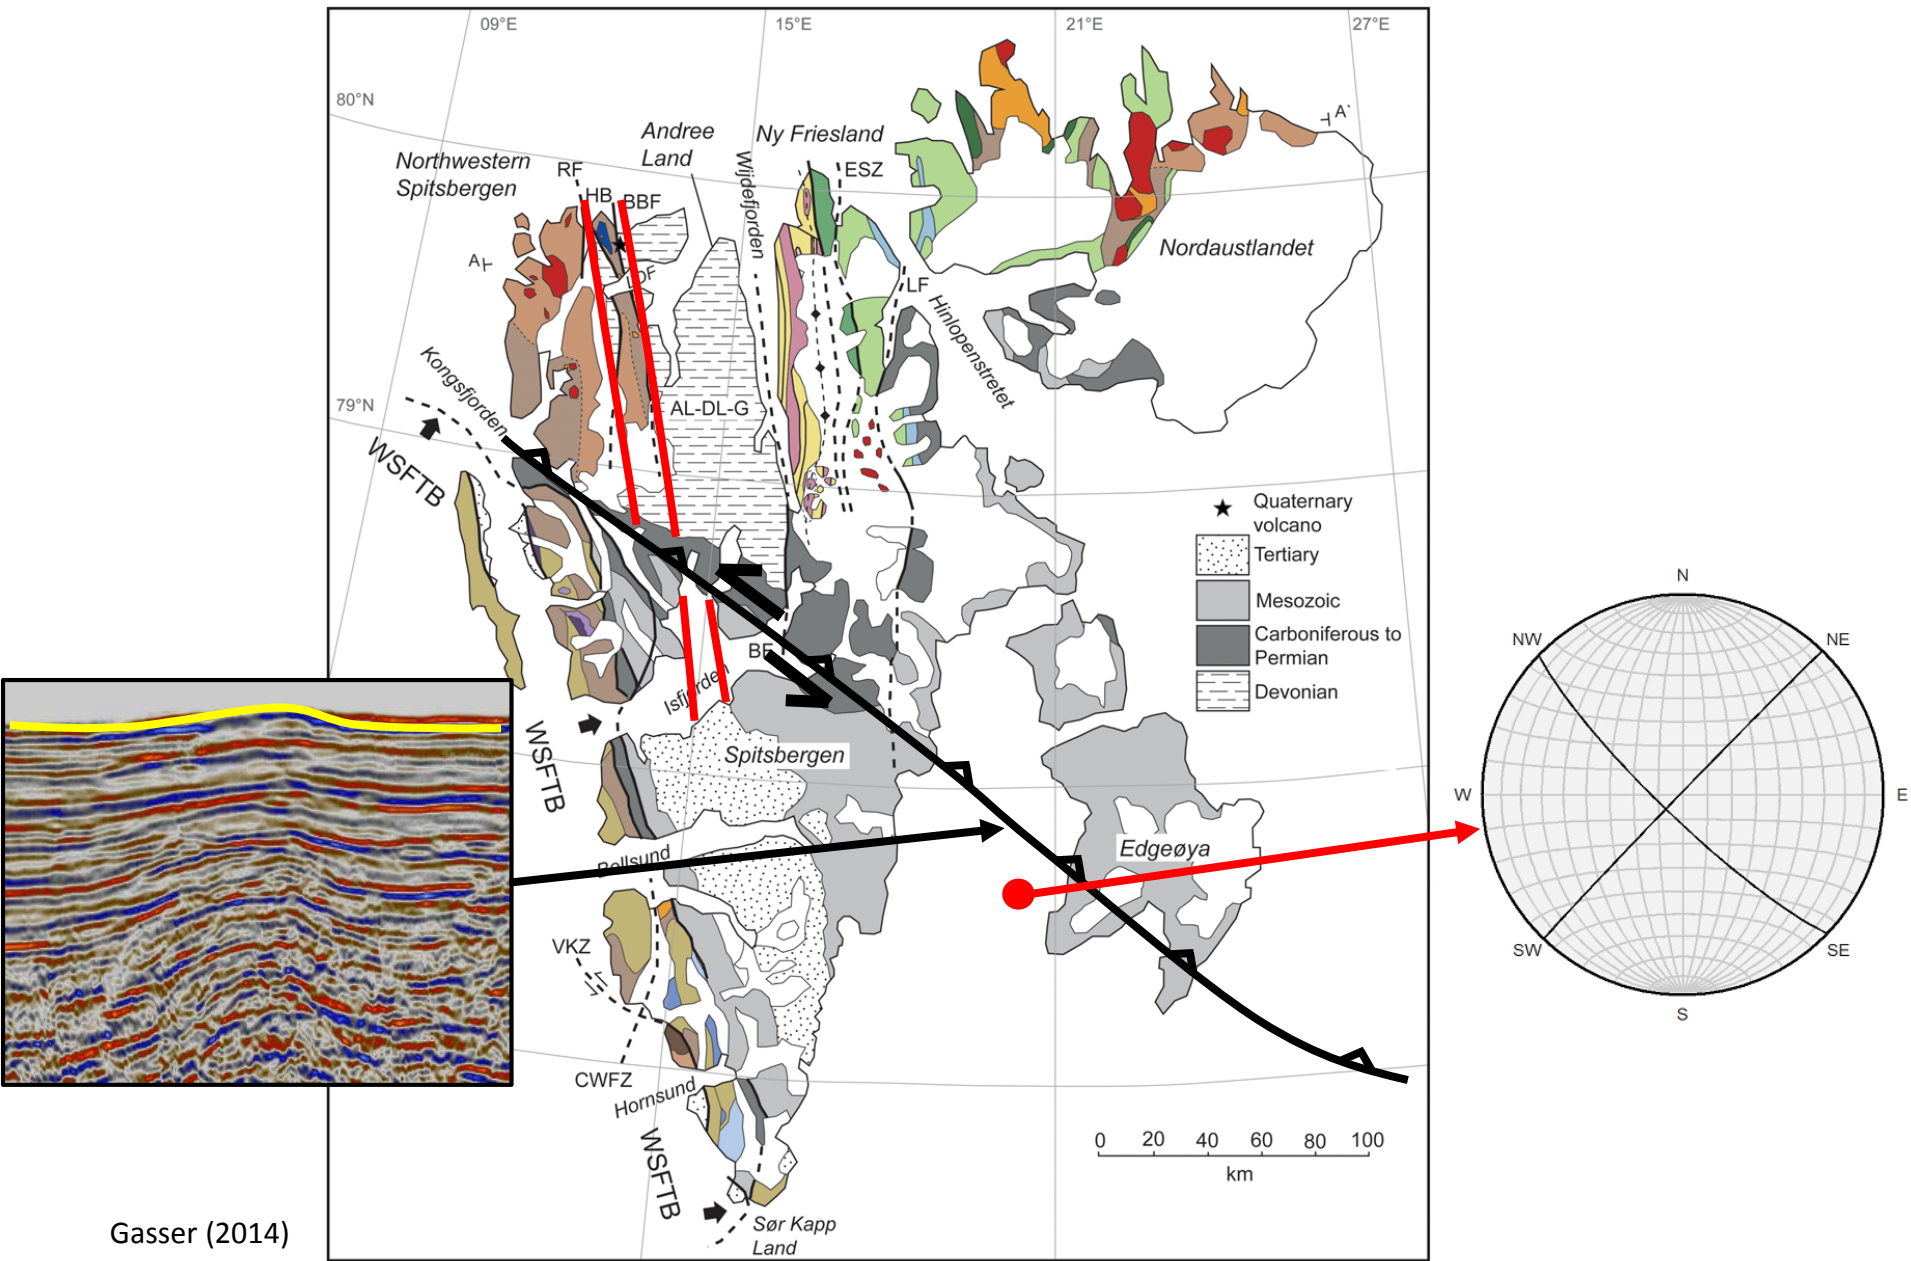 09°E
15°E
21°E
27°E
80°N
A`
Andree
Land
Ny Friesland
Northwestern
Spitsbergen
RF
ESZ
HB
BBF
Wijdefjorden
Nordaustlandet
A
LF
Hinlopenstretet
Kongsfjorden
79°N
AL-DL-G
WSFTB
Quaternary
volcano
Tertiary
Mesozoic
Carboniferous to
Permian
Devonian
BF
Isfjorden
WSFTB
Spitsbergen
Edgeøya
Bellsund
VKZ
CWFZ
Hornsund
WSFTB
0 20 40 60 80 100
km
Sør Kapp
Land
Gasser (2014)
N
NW
NE
W
E
SW
SE
S